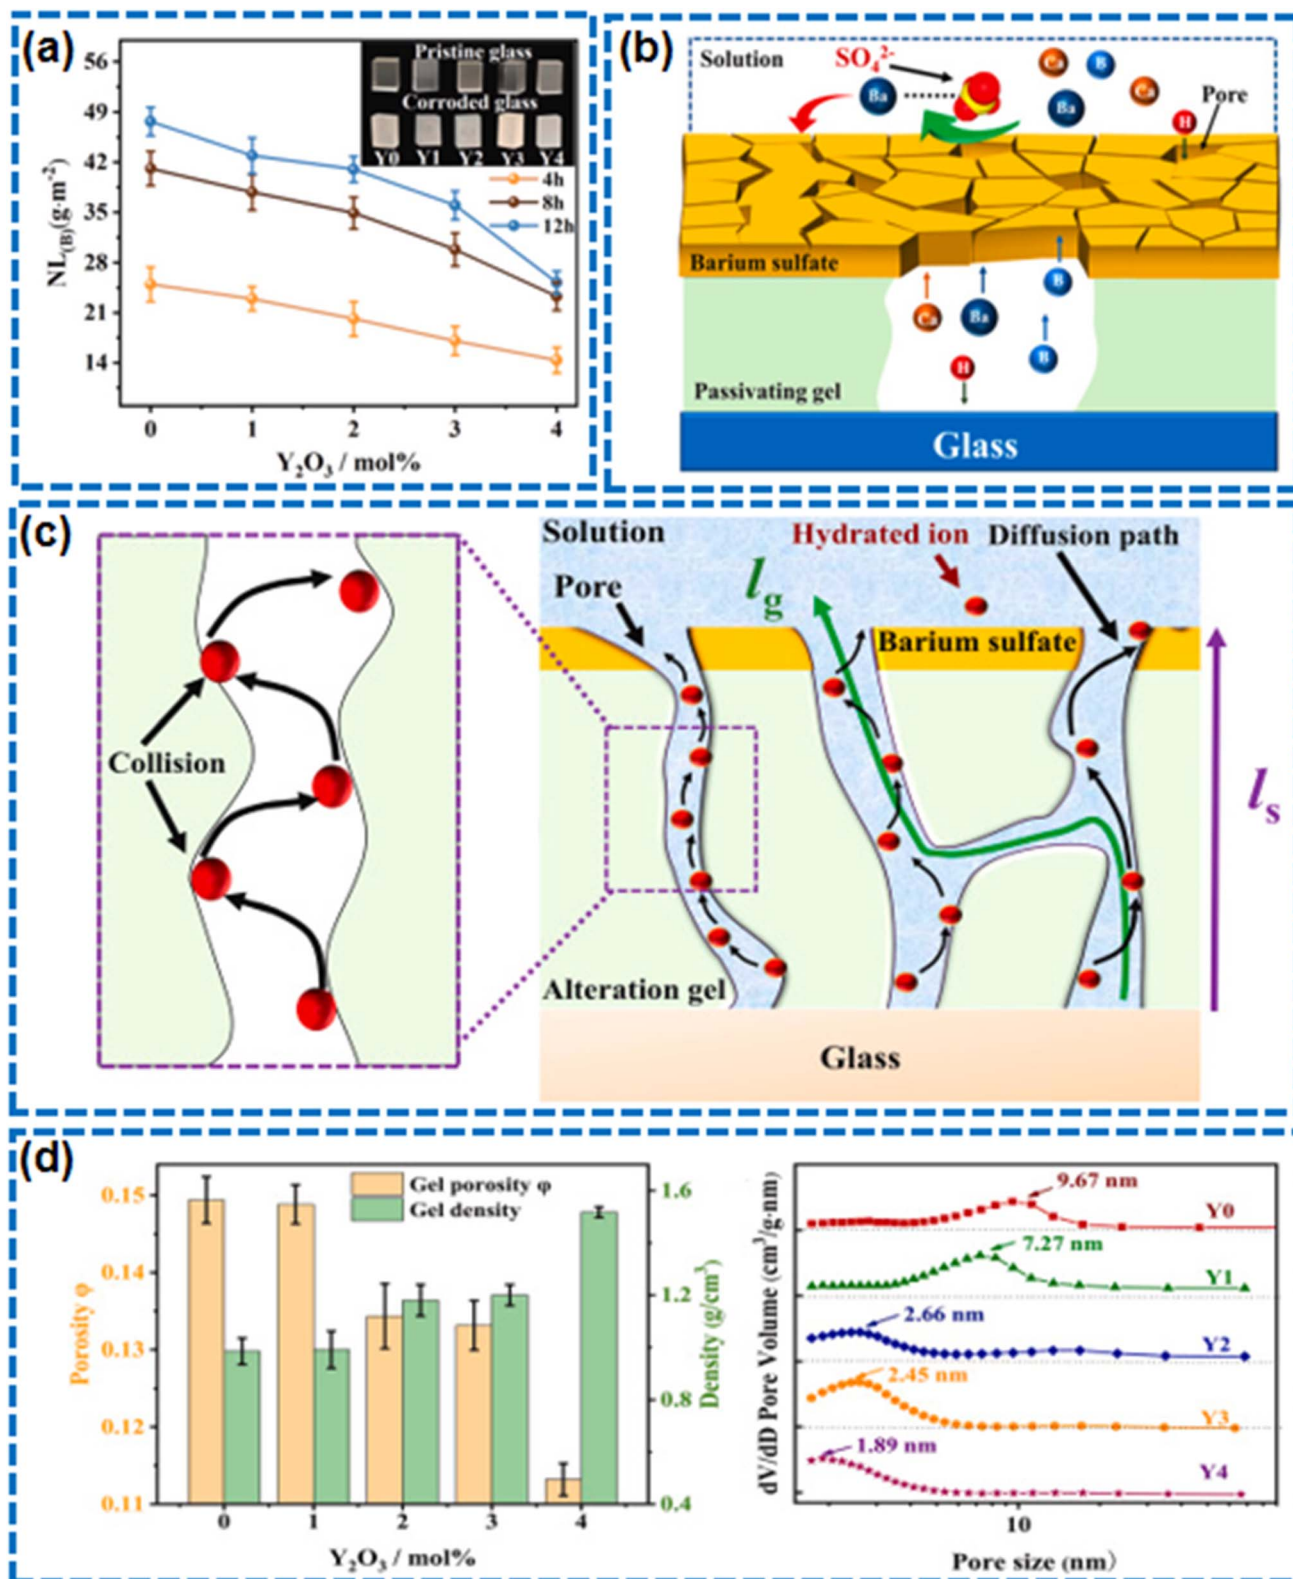 (a)
Pristine glass
Corroded glass
Y0 Y1 Y2 Y3 Y4
4h
8h
12h
56
49
42
35
28
21
14
NL(B)(g·m-2)
0 1 2 3 4
Y2O3 / mol%
(b)
Solution
SO42-
Ba
Ca
B
Ba
Ca
H
Pore
Barium sulfate
Ca
Ba
B
H
B
Passivating gel
Glass
(c)
Collision
Solution
Hydrated ion
Diffusion path
Pore
lg
Barium sulfate
ls
Alteration gel
Glass
(d)
Gel porosity φ
Gel density
0.15
0.14
0.13
0.12
0.11
Porosity φ
1.6
1.2
0.8
0.4
Density (g/cm3)
0 1 2 3 4
Y2O3 / mol%
dV/dD Pore Volume (cm3/g·nm)
9.67 nm
Y0
7.27 nm
Y1
2.66 nm
Y2
2.45 nm
Y3
1.89 nm
Y4
10
Pore size (nm)